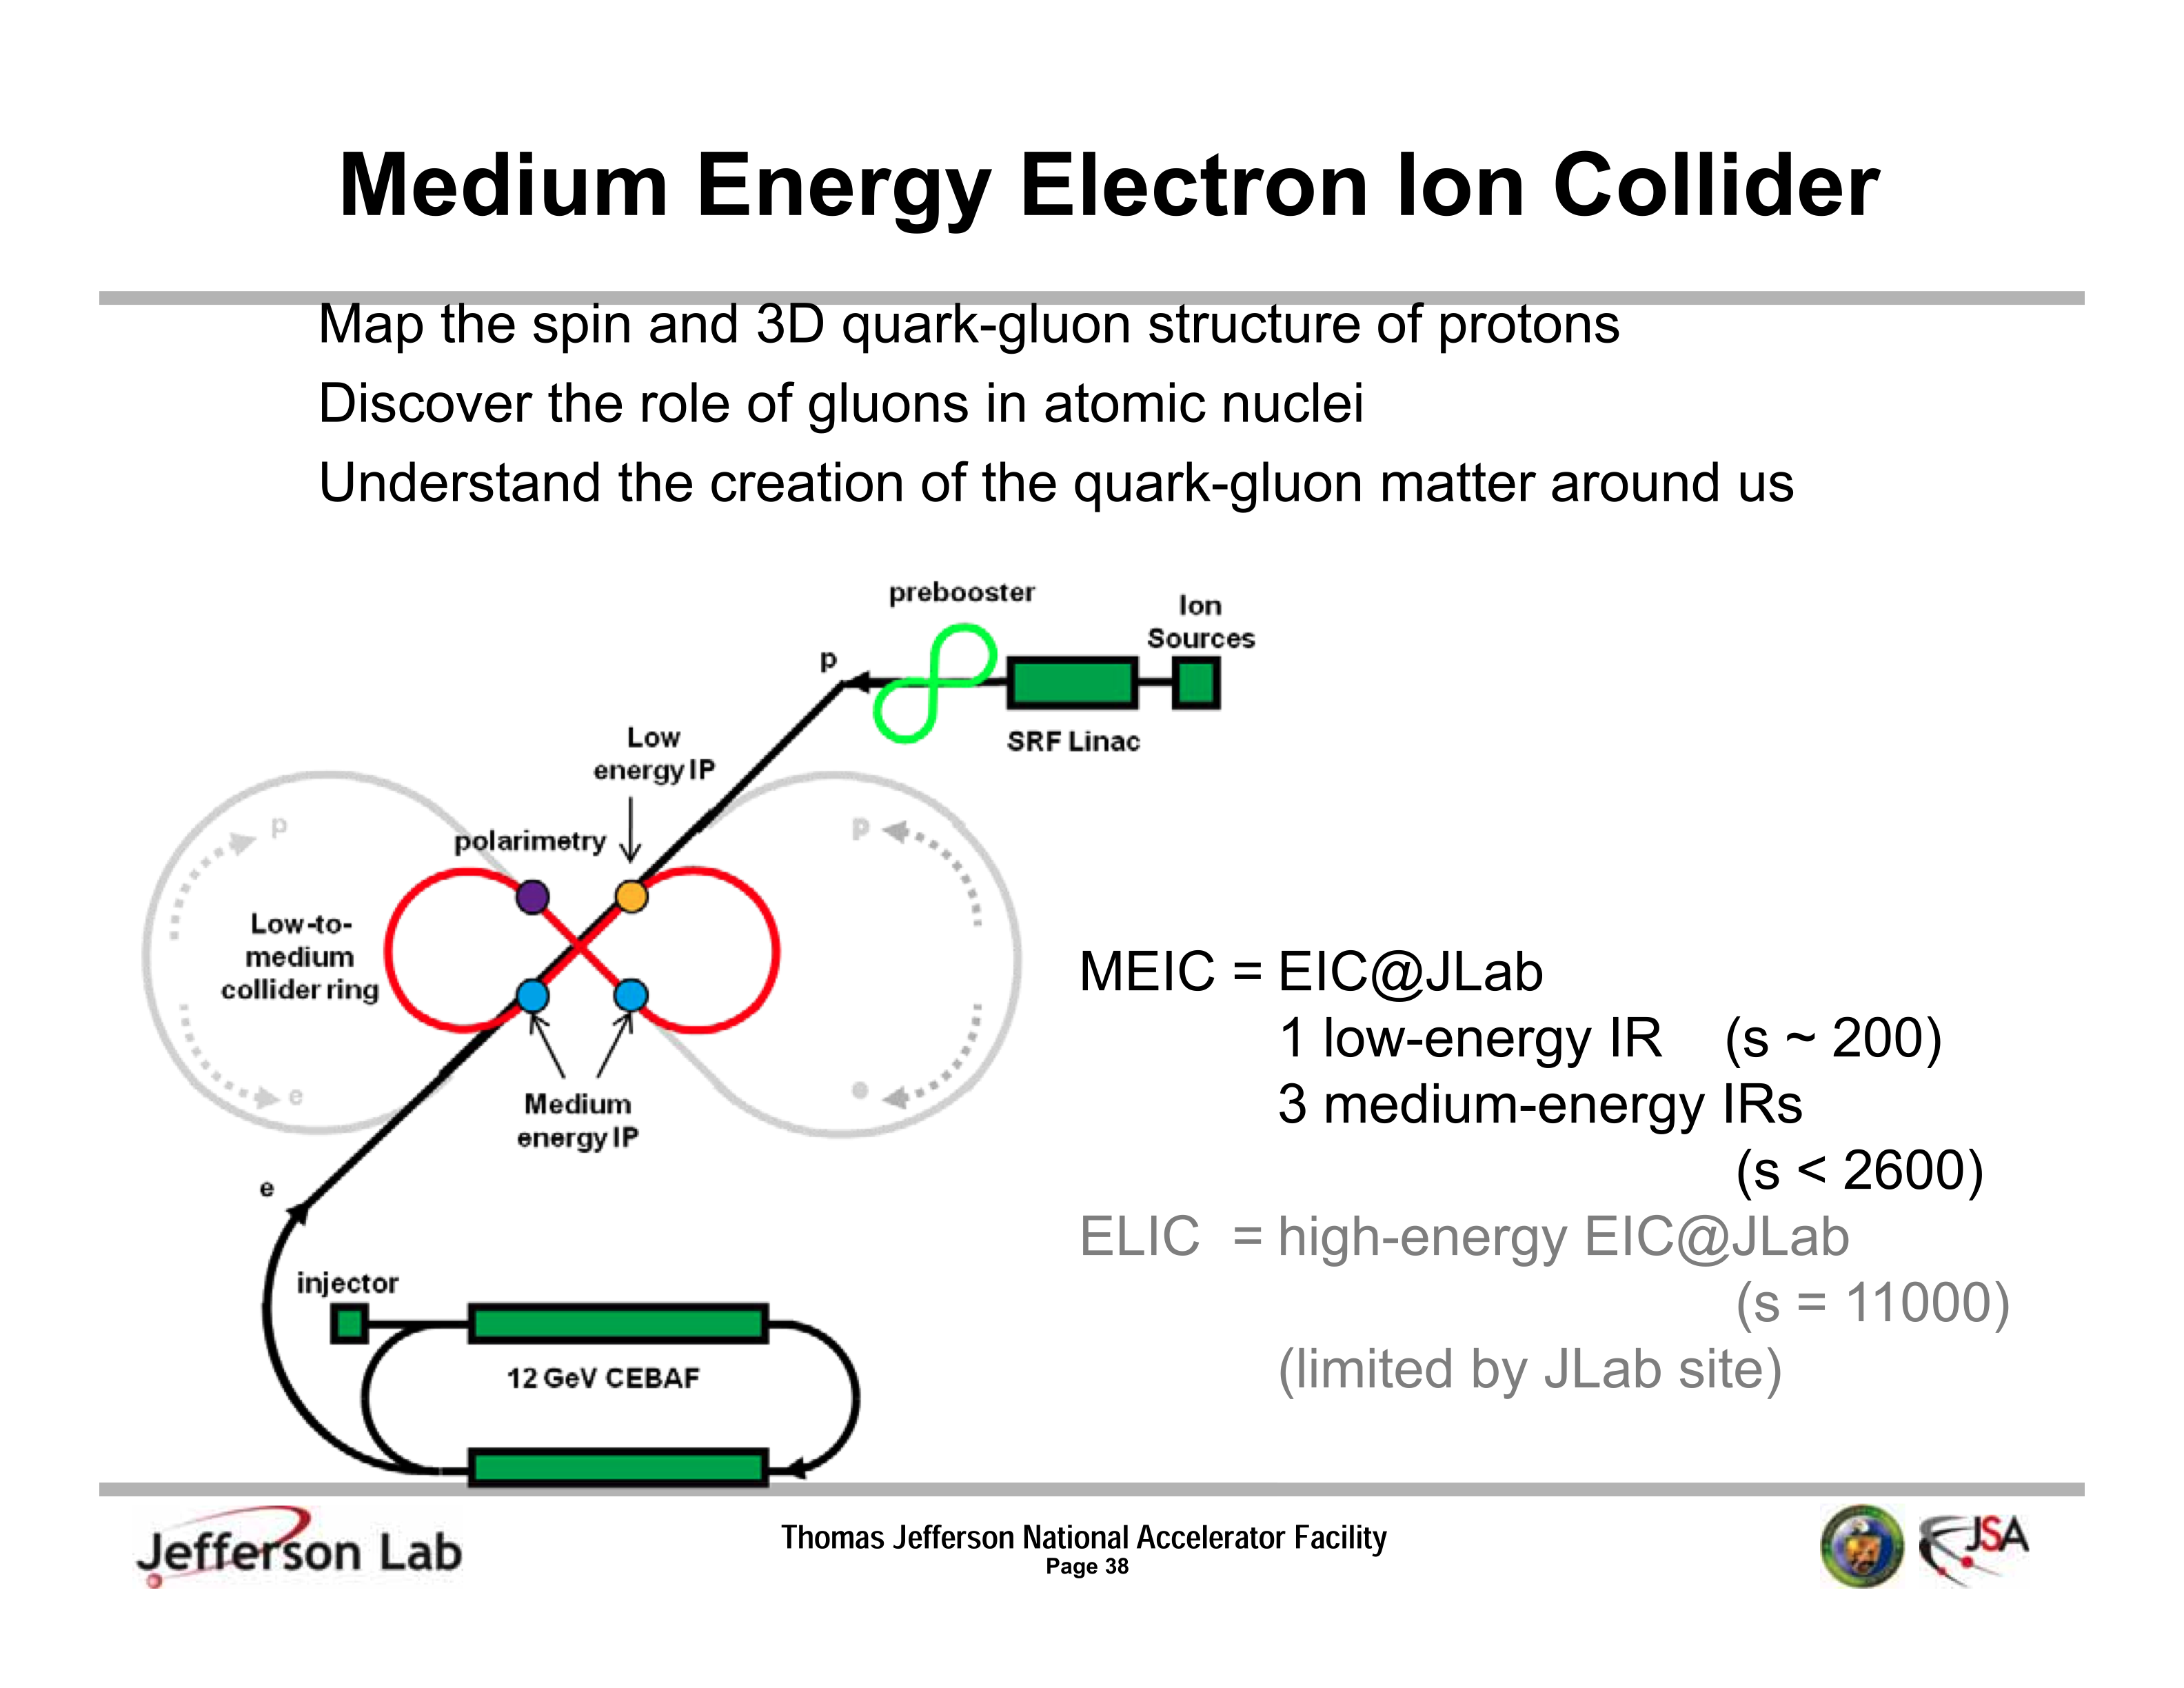 Medium Energy Electron Ion Collider
Map the spin and 3D quark-gluon structure of protons
Discover the role of gluons in atomic nuclei
Understand the creation of the quark-gluon matter around us
prebooster
Ion
Sources
p
SRF Linac
Low
energy IP
p
p
polarimetry
Low-to-
medium
collider ring
e
Medium
energy IP
e
injector
12 GeV CEBAF
MEIC = EIC@JLab
1 low-energy IR (s ~ 200)
3 medium-energy IRs
(s < 2600)
ELIC = high-energy EIC@JLab
(s = 11000)
(limited by JLab site)
Jefferson Lab
Thomas Jefferson National Accelerator Facility
Page 38
JSA